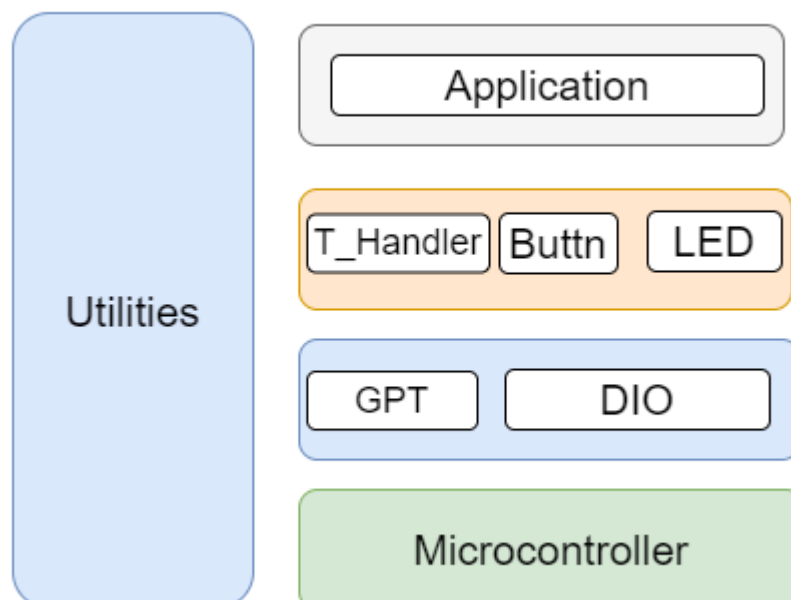 Utilities
Application
T_Handler
Buttn
LED
GPT
DIO
Microcontroller